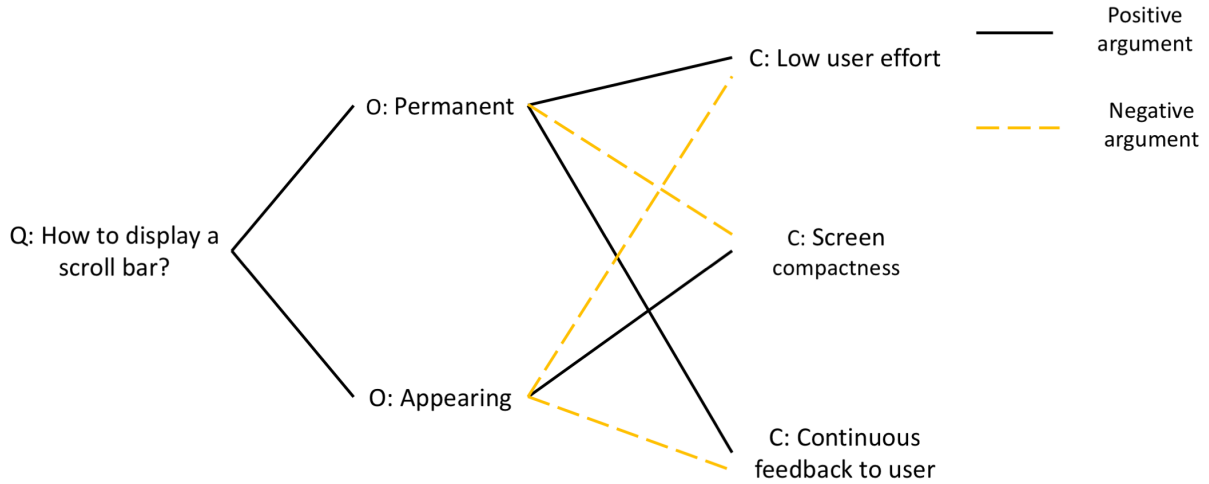 Positive
argument
C: Low user effort
O: Permanent
Negative
argument
Q: How to display a
scroll bar?
C: Screen
compactness
O: Appearing
C: Continuous
feedback to user